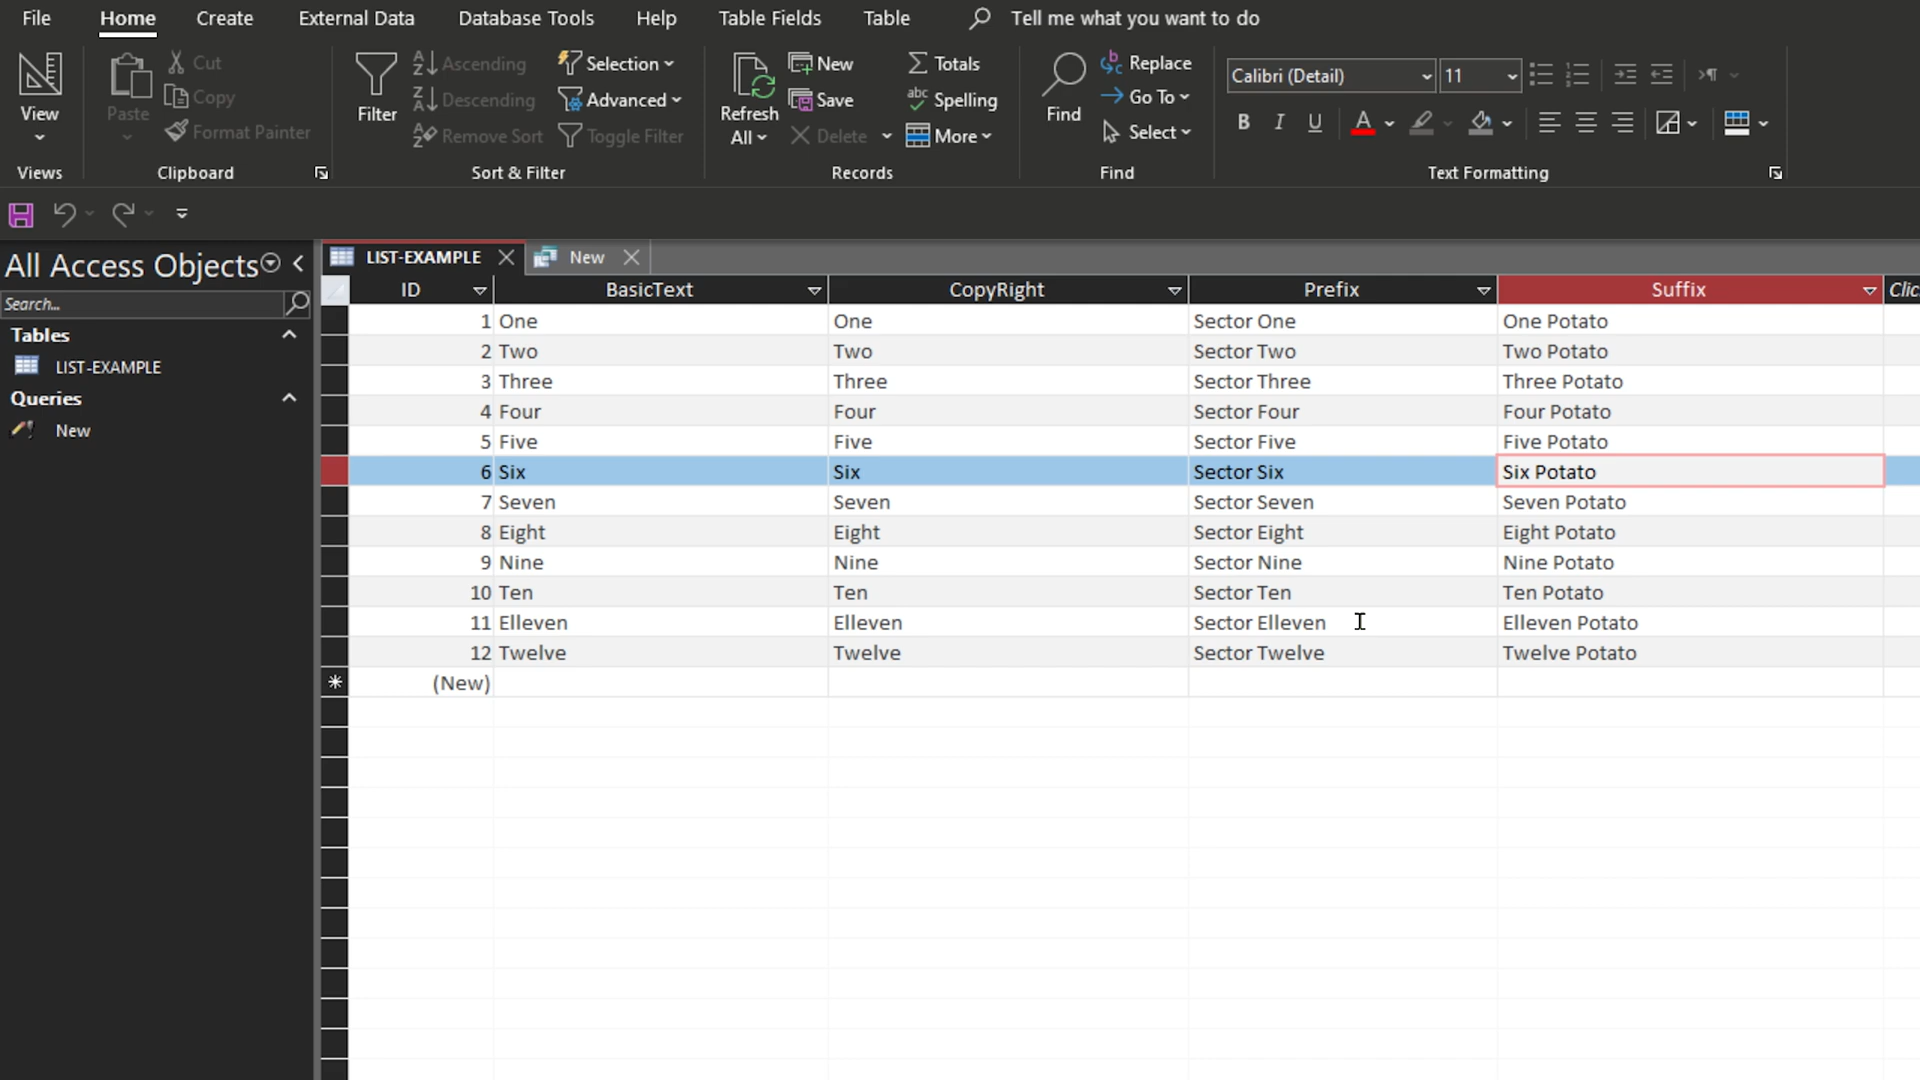 File Home Create External Data Database Tools Help Table Fields Table Tell me what you want to do
View Paste Cut Copy Format Painter Filter Ascending Descending Remove Sort Selection Advanced Toggle Filter Refresh All New Save Delete Totals Spelling More Find Replace Go To Select Calibri (Detail) 11 B I U A
Views Clipboard Sort & Filter Records Find Text Formatting
All Access Objects LIST-EXAMPLE New
Search...
Tables
LIST-EXAMPLE
Queries
New
ID BasicText CopyRight Prefix Suffix Clic
1 One One Sector One One Potato
2 Two Two Sector Two Two Potato
3 Three Three Sector Three Three Potato
4 Four Four Sector Four Four Potato
5 Five Five Sector Five Five Potato
6 Six Six Sector Six Six Potato
7 Seven Seven Sector Seven Seven Potato
8 Eight Eight Sector Eight Eight Potato
9 Nine Nine Sector Nine Nine Potato
10 Ten Ten Sector Ten Ten Potato
11 Elleven Elleven Sector Elleven Elleven Potato
12 Twelve Twelve Sector Twelve Twelve Potato
(New)